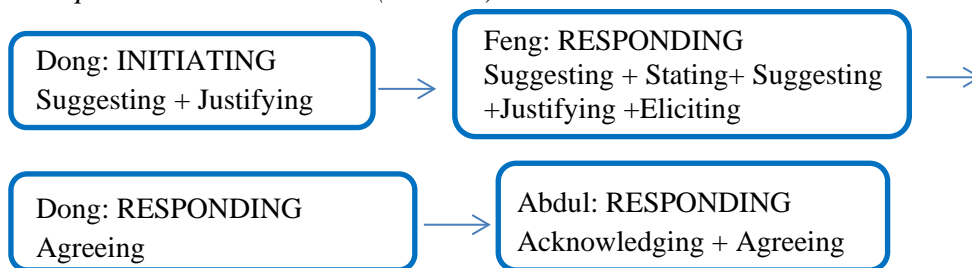 Dong: INITIATING
Suggesting + Justifying
Feng: RESPONDING
Suggesting + Stating+ Suggesting
+Justifying +Eliciting
Dong: RESPONDING
Agreeing
Abdul: RESPONDING
Acknowledging + Agreeing